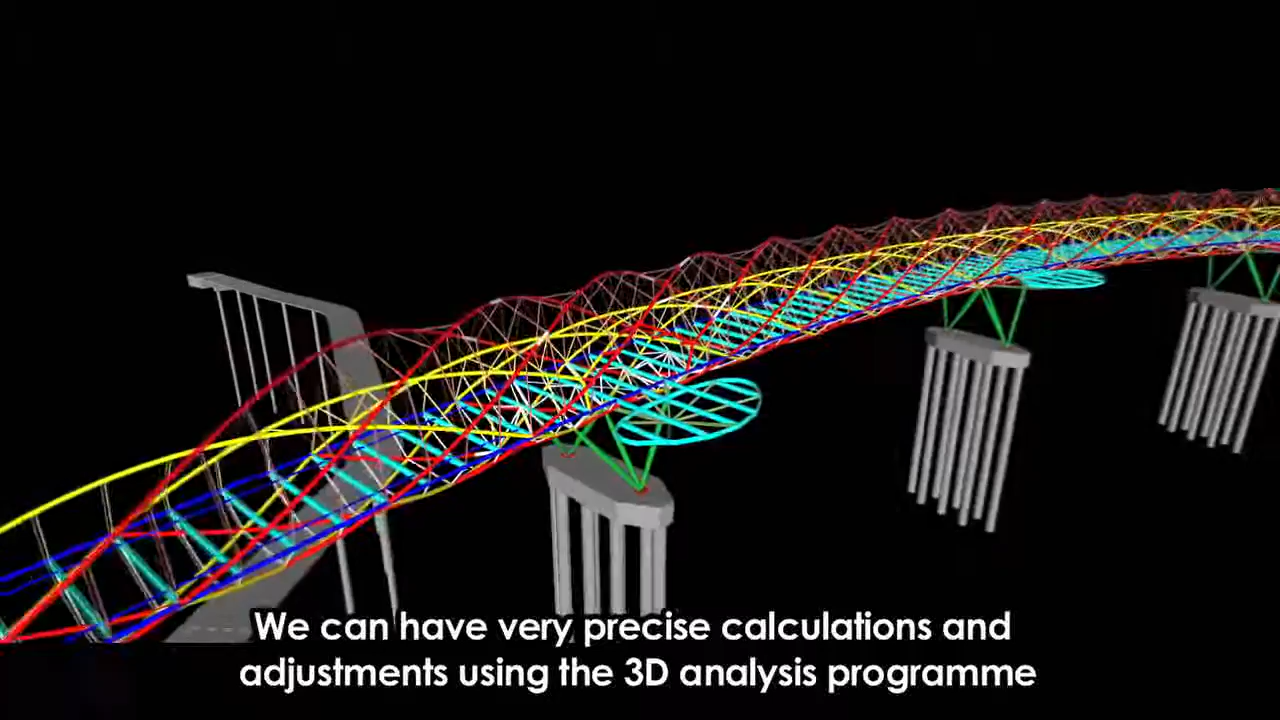 We can have very precise calculations and
adjustments using the 3D analysis programme